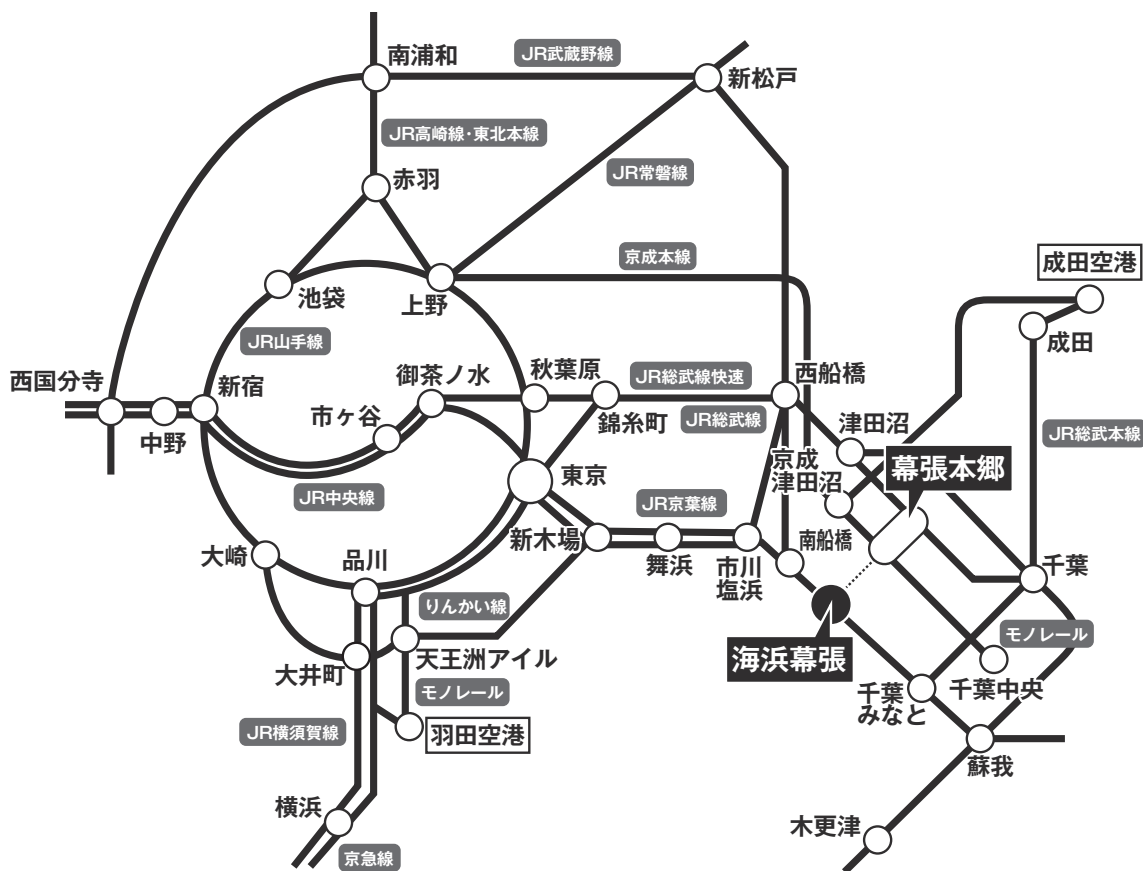 南浦和
JR武蔵野線
新松戸
JR高崎線・東北本線
JR常磐線
赤羽
京成本線
成田空港
池袋
上野
成田
JR山手線
西国分寺
新宿
御茶ノ水
秋葉原
JR総武線快速
西船橋
中野
市ヶ谷
錦糸町
JR総武線
津田沼
JR総武本線
京成
津田沼
幕張本郷
JR中央線
東京
JR京葉線
大崎
品川
新木場
舞浜
市川
塩浜
南船橋
千葉
りんかい線
モノレール
大井町
天王洲アイル
海浜幕張
千葉
みなと
千葉中央
モノレール
JR横須賀線
羽田空港
蘇我
横浜
木更津
京急線